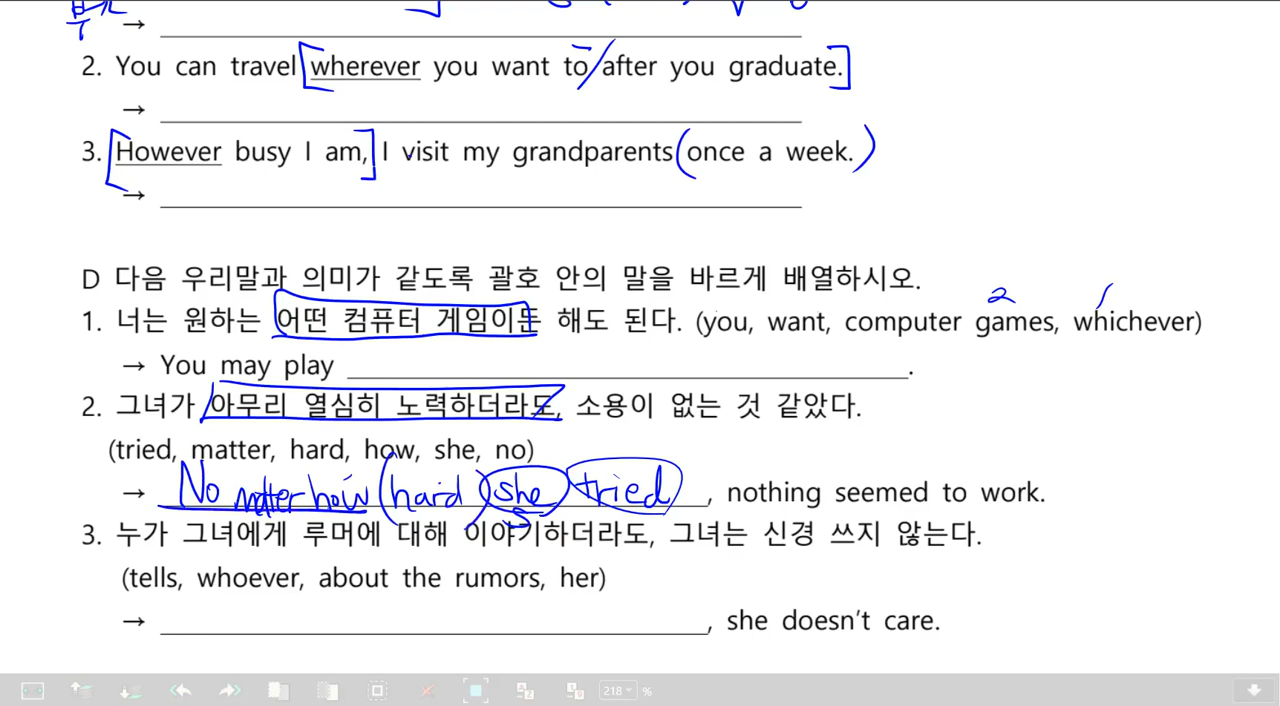 →
2. You can travel wherever you want to after you graduate.
→
3. However busy I am, I visit my grandparents once a week.
→
D 다음 우리말과 의미가 같도록 괄호 안의 말을 바르게 배열하시오.
2 1
1. 너는 원하는 어떤 컴퓨터 게임이든 해도 된다. (you, want, computer games, whichever)
→ You may play .
2. 그녀가 아무리 열심히 노력하더라도, 소용이 없는 것 같았다.
(tried, matter, hard, how, she, no)
→ No matter how (hard) she tried , nothing seemed to work.
S
3. 누가 그녀에게 루머에 대해 이야기하더라도, 그녀는 신경 쓰지 않는다.
(tells, whoever, about the rumors, her)
→ , she doesn't care.
218 %